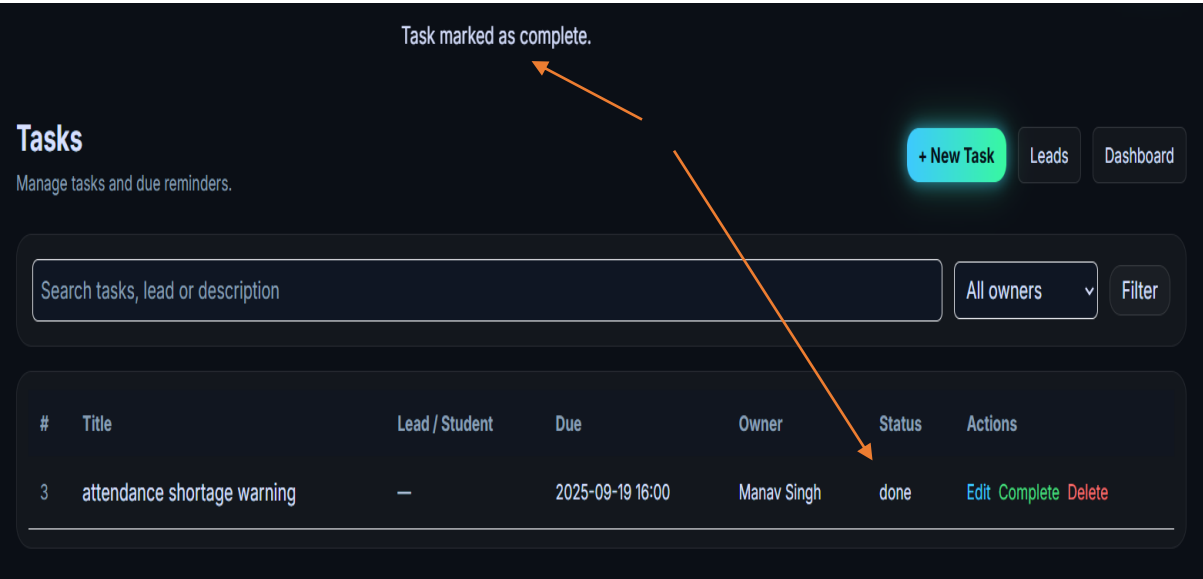 Task marked as complete.
Tasks
Manage tasks and due reminders.
+ New Task Leads Dashboard
Search tasks, lead or description All owners Filter
# Title Lead / Student Due Owner Status Actions
3 attendance shortage warning — 2025-09-19 16:00 Manav Singh done Edit Complete Delete